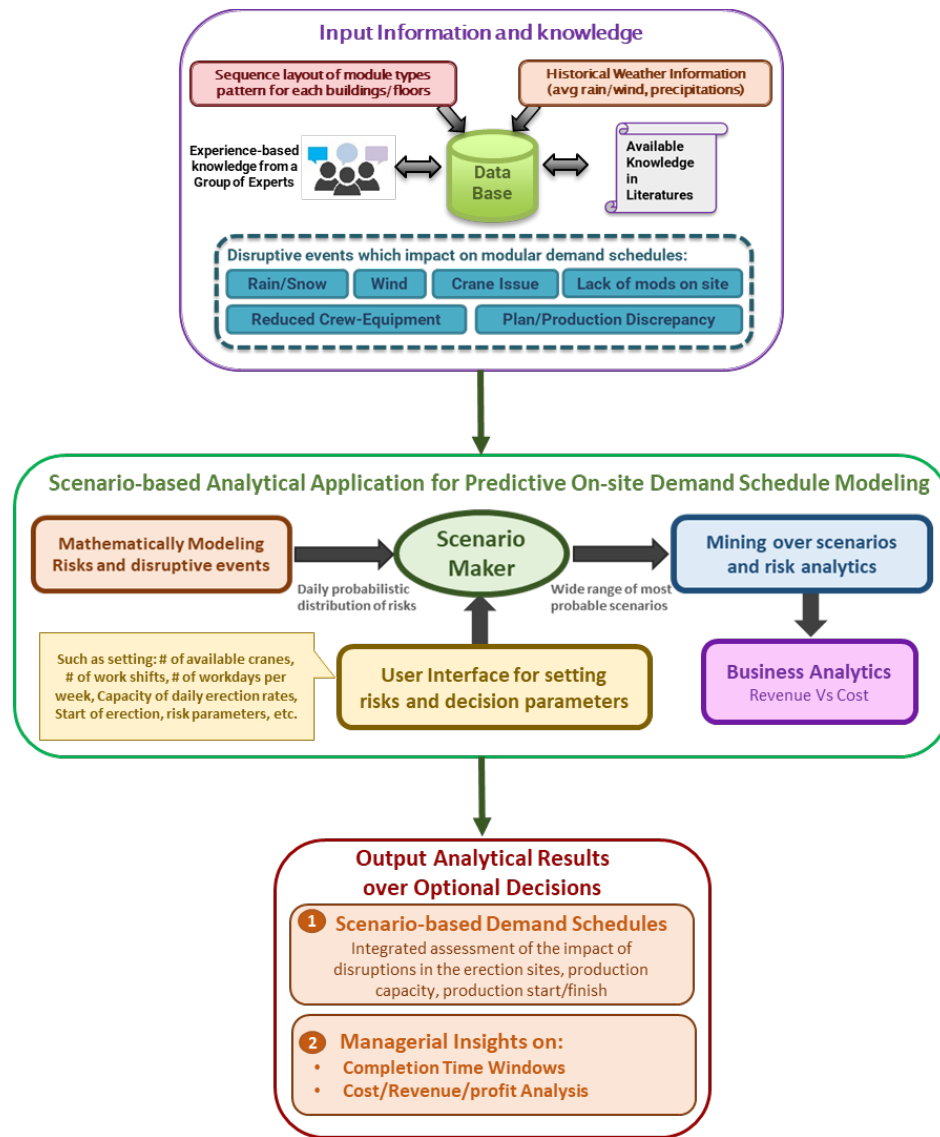 Input Information and knowledge
Sequence layout of module types
pattern for each buildings/floors
Historical Weather Information
(avg rain/wind, precipitations)
Experience-based
knowledge from a
Group of Experts
Data
Base
Available
Knowledge
in
Literatures
Disruptive events which impact on modular demand schedules:
Rain/Snow
Wind
Crane Issue
Lack of mods on site
Reduced Crew-Equipment
Plan/Production Discrepancy
Scenario-based Analytical Application for Predictive On-site Demand Schedule Modeling
Mathematically Modeling
Risks and disruptive events
Daily probabilistic
distribution of risks
Scenario
Maker
Wide range of most
probable scenarios
Mining over scenarios
and risk analytics
Such as setting: # of available cranes,
# of work shifts, # of workdays per
week, Capacity of daily erection rates,
Start of erection, risk parameters, etc.
User Interface for setting
risks and decision parameters
Business Analytics
Revenue Vs Cost
Output Analytical Results
over Optional Decisions
1 Scenario-based Demand Schedules
Integrated assessment of the impact of
disruptions in the erection sites, production
capacity, production start/finish
2 Managerial Insights on:
• Completion Time Windows
• Cost/Revenue/profit Analysis